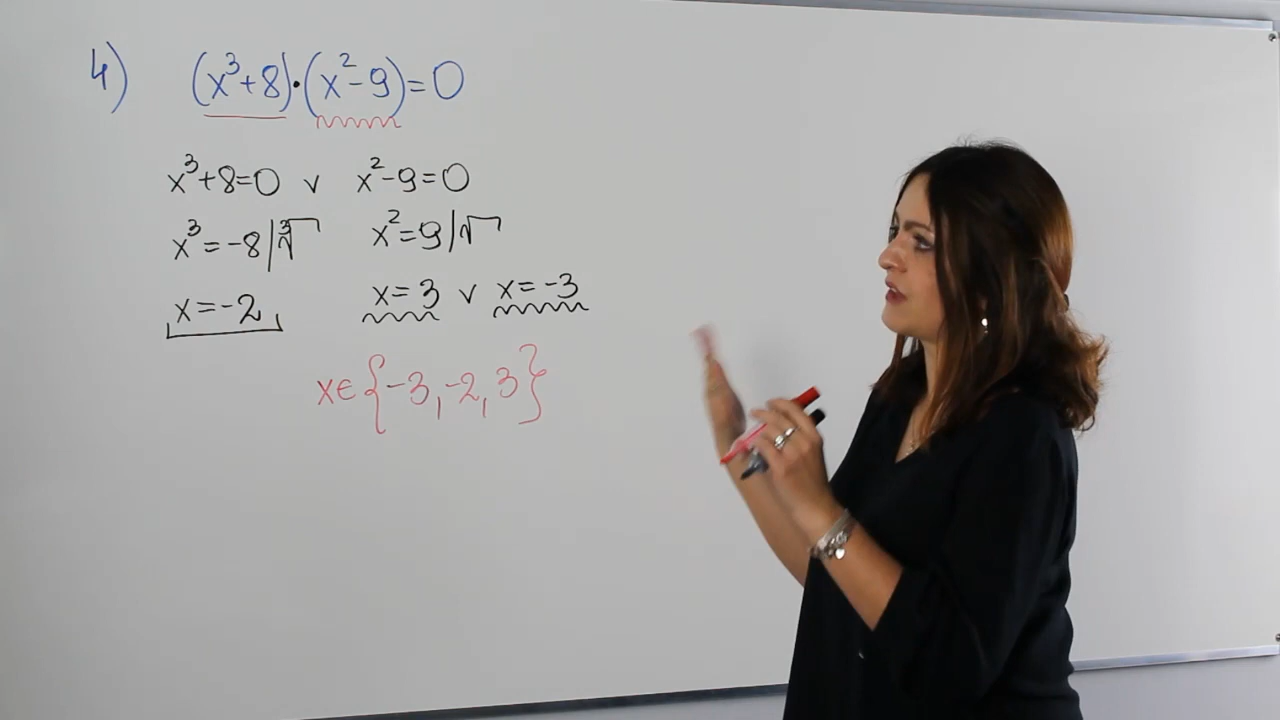 4) (x³+8)·(x²-9)=0
x³+8=0 ∨ x²-9=0
x³=-8|∛ x²=9|√
x=-2 x=3 ∨ x=-3
x∈{-3,-2,3}